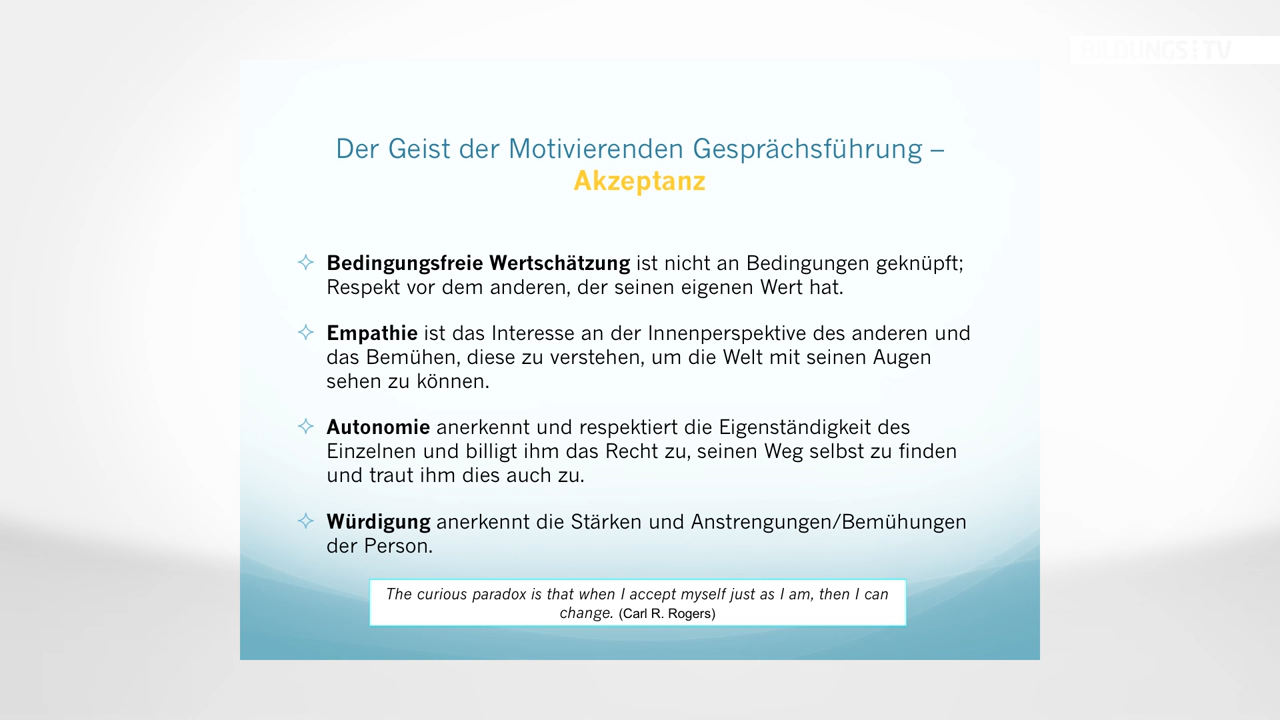 BILDUNGS TV
Der Geist der Motivierenden Gesprächsführung –
Akzeptanz
Bedingungsfreie Wertschätzung ist nicht an Bedingungen geknüpft;
Respekt vor dem anderen, der seinen eigenen Wert hat.
Empathie ist das Interesse an der Innenperspektive des anderen und
das Bemühen, diese zu verstehen, um die Welt mit seinen Augen
sehen zu können.
Autonomie anerkennt und respektiert die Eigenständigkeit des
Einzelnen und billigt ihm das Recht zu, seinen Weg selbst zu finden
und traut ihm dies auch zu.
Würdigung anerkennt die Stärken und Anstrengungen/Bemühungen
der Person.
The curious paradox is that when I accept myself just as I am, then I can
change. (Carl R. Rogers)